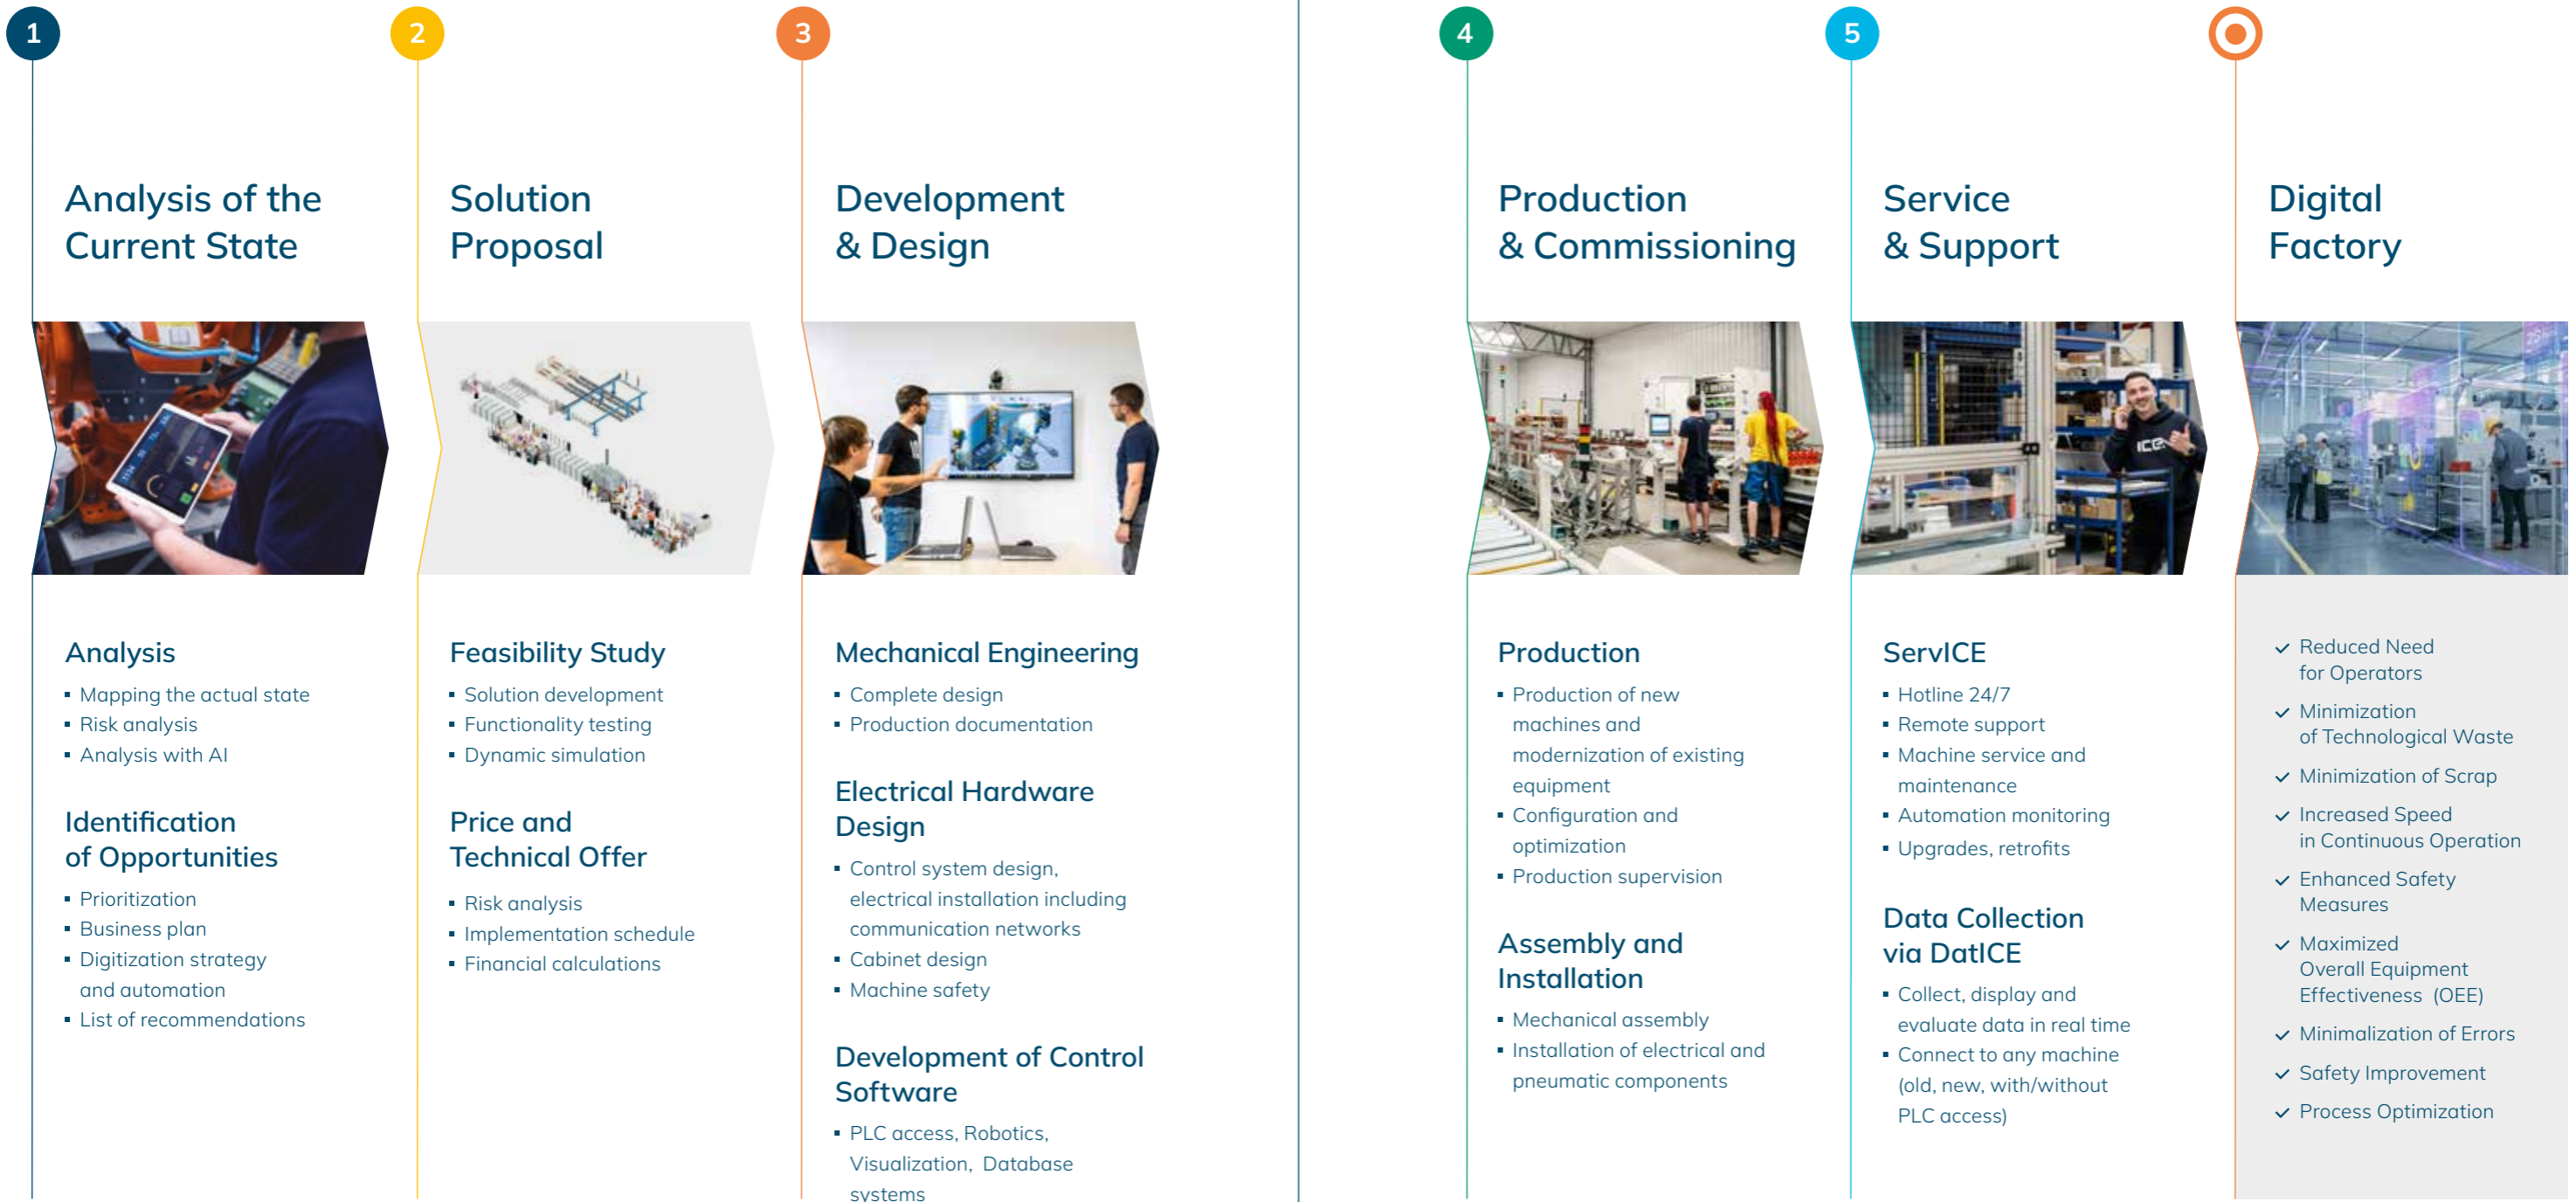 1
Analysis of the
Current State
Analysis
▪ Mapping the actual state
▪ Risk analysis
▪ Analysis with AI
Identification
of Opportunities
▪ Prioritization
▪ Business plan
▪ Digitization strategy
and automation
▪ List of recommendations
2
Solution
Proposal
Feasibility Study
▪ Solution development
▪ Functionality testing
▪ Dynamic simulation
Price and
Technical Offer
▪ Risk analysis
▪ Implementation schedule
▪ Financial calculations
3
Development
& Design
Mechanical Engineering
▪ Complete design
▪ Production documentation
Electrical Hardware
Design
▪ Control system design,
electrical installation including
communication networks
▪ Cabinet design
▪ Machine safety
Development of Control
Software
▪ PLC access, Robotics,
Visualization, Database
systems
4
Production
& Commissioning
Production
▪ Production of new
machines and
modernization of existing
equipment
▪ Configuration and
optimization
▪ Production supervision
Assembly and
Installation
▪ Mechanical assembly
▪ Installation of electrical and
pneumatic components
5
Service
& Support
ICE
ServICE
▪ Hotline 24/7
▪ Remote support
▪ Machine service and
maintenance
▪ Automation monitoring
▪ Upgrades, retrofits
Data Collection
via DatICE
▪ Collect, display and
evaluate data in real time
▪ Connect to any machine
(old, new, with/without
PLC access)
Digital
Factory
✓ Reduced Need
for Operators
✓ Minimization
of Technological Waste
✓ Minimization of Scrap
✓ Increased Speed
in Continuous Operation
✓ Enhanced Safety
Measures
✓ Maximized
Overall Equipment
Effectiveness (OEE)
✓ Minimalization of Errors
✓ Safety Improvement
✓ Process Optimization